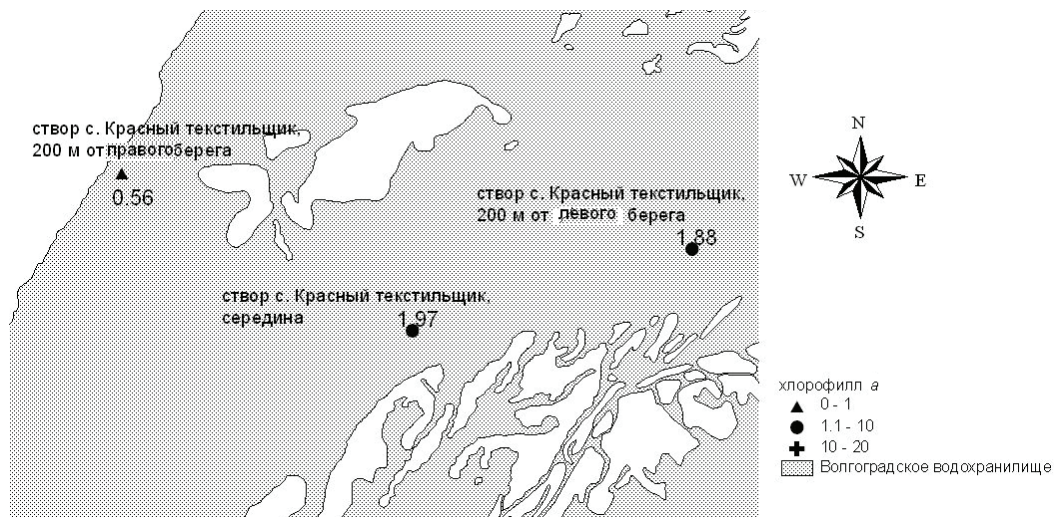 створ с. Красный текстильщик,
200 м от правого берега
0.56
створ с. Красный текстильщик,
200 м от левого берега
1.88
створ с. Красный текстильщик,
середина
1.97
N
W
E
S
хлорофилл а
0 - 1
1.1 - 10
10 - 20
Волгоградское водохранилище